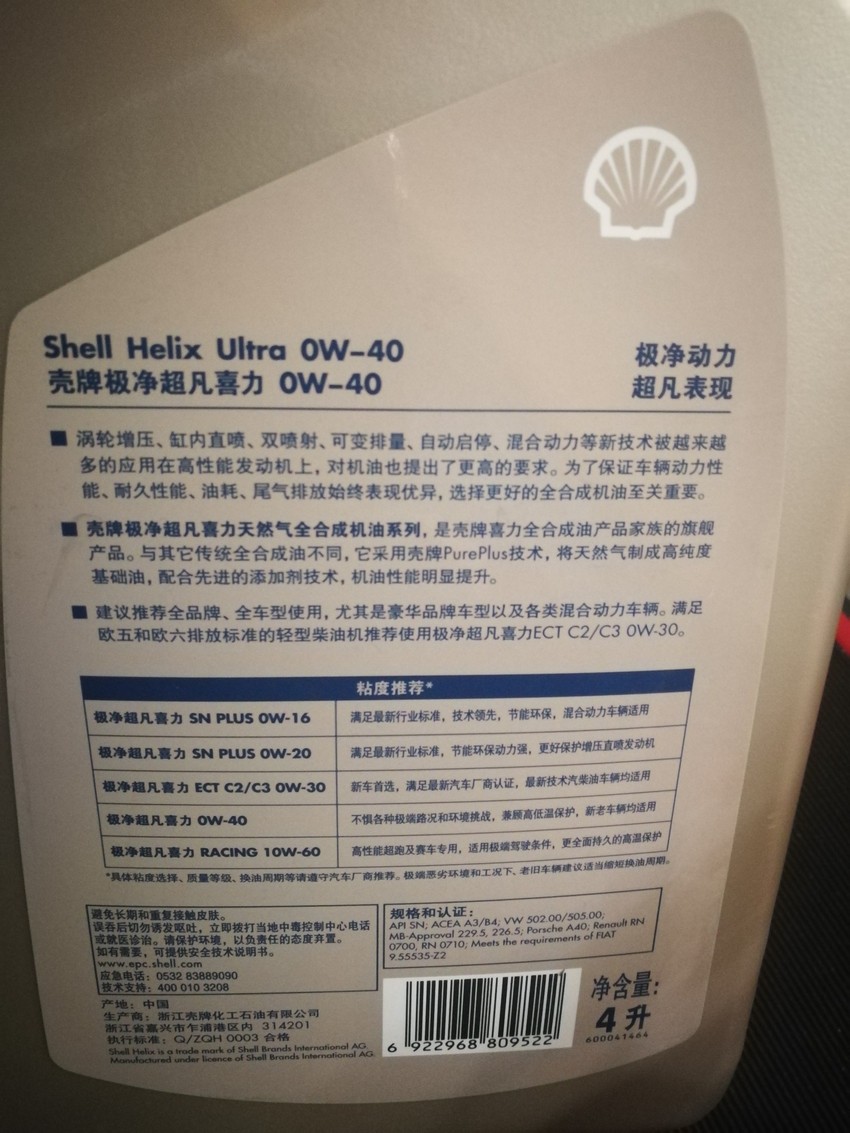 Shell Helix Ultra 0W-40
壳牌极净超凡喜力 0W-40
极净动力
超凡表现
■ 涡轮增压、缸内直喷、双喷射、可变排量、自动启停、混合动力等新技术被越来越
多的应用在高性能发动机上，对机油也提出了更高的要求。为了保证车辆动力性
能、耐久性能、油耗、尾气排放始终表现优异，选择更好的全合成机油至关重要。
■ 壳牌极净超凡喜力天然气全合成机油系列，是壳牌喜力全合成油产品家族的旗舰
产品。与其它传统全合成油不同，它采用壳牌PurePlus技术，将天然气制成高纯度
基础油，配合先进的添加剂技术，机油性能明显提升。
■ 建议推荐全品牌、全车型使用，尤其是豪华品牌车型以及各类混合动力车辆。满足
欧五和欧六排放标准的轻型柴油机推荐使用极净超凡喜力ECT C2/C3 0W-30。
粘度推荐*
极净超凡喜力 SN PLUS 0W-16 满足最新行业标准，技术领先，节能环保，混合动力车辆适用
极净超凡喜力 SN PLUS 0W-20 满足最新行业标准，节能环保动力强，更好保护增压直喷发动机
极净超凡喜力 ECT C2/C3 0W-30 新车首选，满足最新汽车厂商认证，最新技术汽柴油车辆均适用
极净超凡喜力 0W-40 不惧各种极端路况和环境挑战，兼顾高低温保护，新老车辆均适用
极净超凡喜力 RACING 10W-60 高性能超跑及赛车专用，适用极端驾驶条件，更全面持久的高温保护
*具体粘度选择、质量等级、换油周期等请遵守汽车厂商推荐。极端恶劣环境和工况下、老旧车辆建议适当缩短换油周期。
避免长期和重复接触皮肤。
误吞后切勿诱发呕吐，立即拨打当地中毒控制中心电话
或就医诊治。请保护环境，以负责任的态度弃置。
如有需要，可提供安全技术说明书。
www.epc.shell.com
应急电话：0532 83889090
技术支持：400 010 3208
规格和认证：
API SN; ACEA A3/B4; VW 502.00/505.00;
MB-Approval 229.5, 226.5; Porsche A40; Renault RN
0700, RN 0710; Meets the requirements of FIAT
9.55535-Z2
产地：中国
生产商：浙江壳牌化工石油有限公司
浙江省嘉兴市乍浦港区内 314201
执行标准：Q/ZQH 0003 合格
Shell Helix is a trade mark of Shell Brands International AG.
Manufactured under licence of Shell Brands International AG.
6 922968 809522
净含量：
4 升
600041464